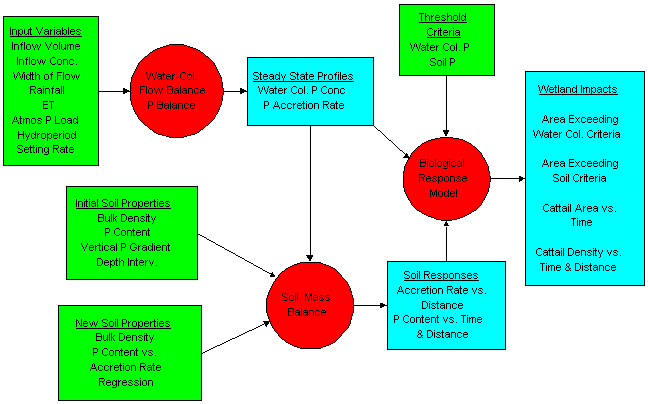 Input Variables
Inflow Volume
Inflow Conc.
Width of Flow
Rainfall
ET
Atmos P Load
Hydroperiod
Setting Rate
Water-Col.
Flow Balance
P Balance
Steady State Profiles
Water Col. P Conc
P Accretion Rate
Threshold
Criteria
Water Col. P
Soil P
Biological
Response
Model
Wetland Impacts
Area Exceeding
Water Col. Criteria
Area Exceeding
Soil Criteria
Cattail Area vs.
Time
Cattail Density vs.
Time & Distance
Initial Soil Properties
Bulk Density
P Content
Vertical P Gradient
Depth Interv.
Soil Mass
Balance
Soil Responses
Accretion Rate vs.
Distance
P Content vs. Time
& Distance
New Soil Properties
Bulk Density
P Content vs.
Accretion Rate
Regression